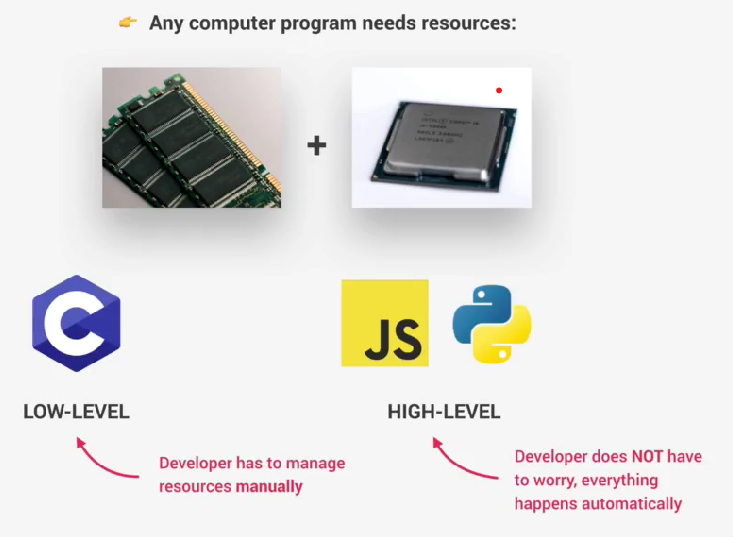 👉 Any computer program needs resources:
+
JS
LOW-LEVEL
HIGH-LEVEL
Developer has to manage
resources manually
Developer does NOT have
to worry, everything
happens automatically